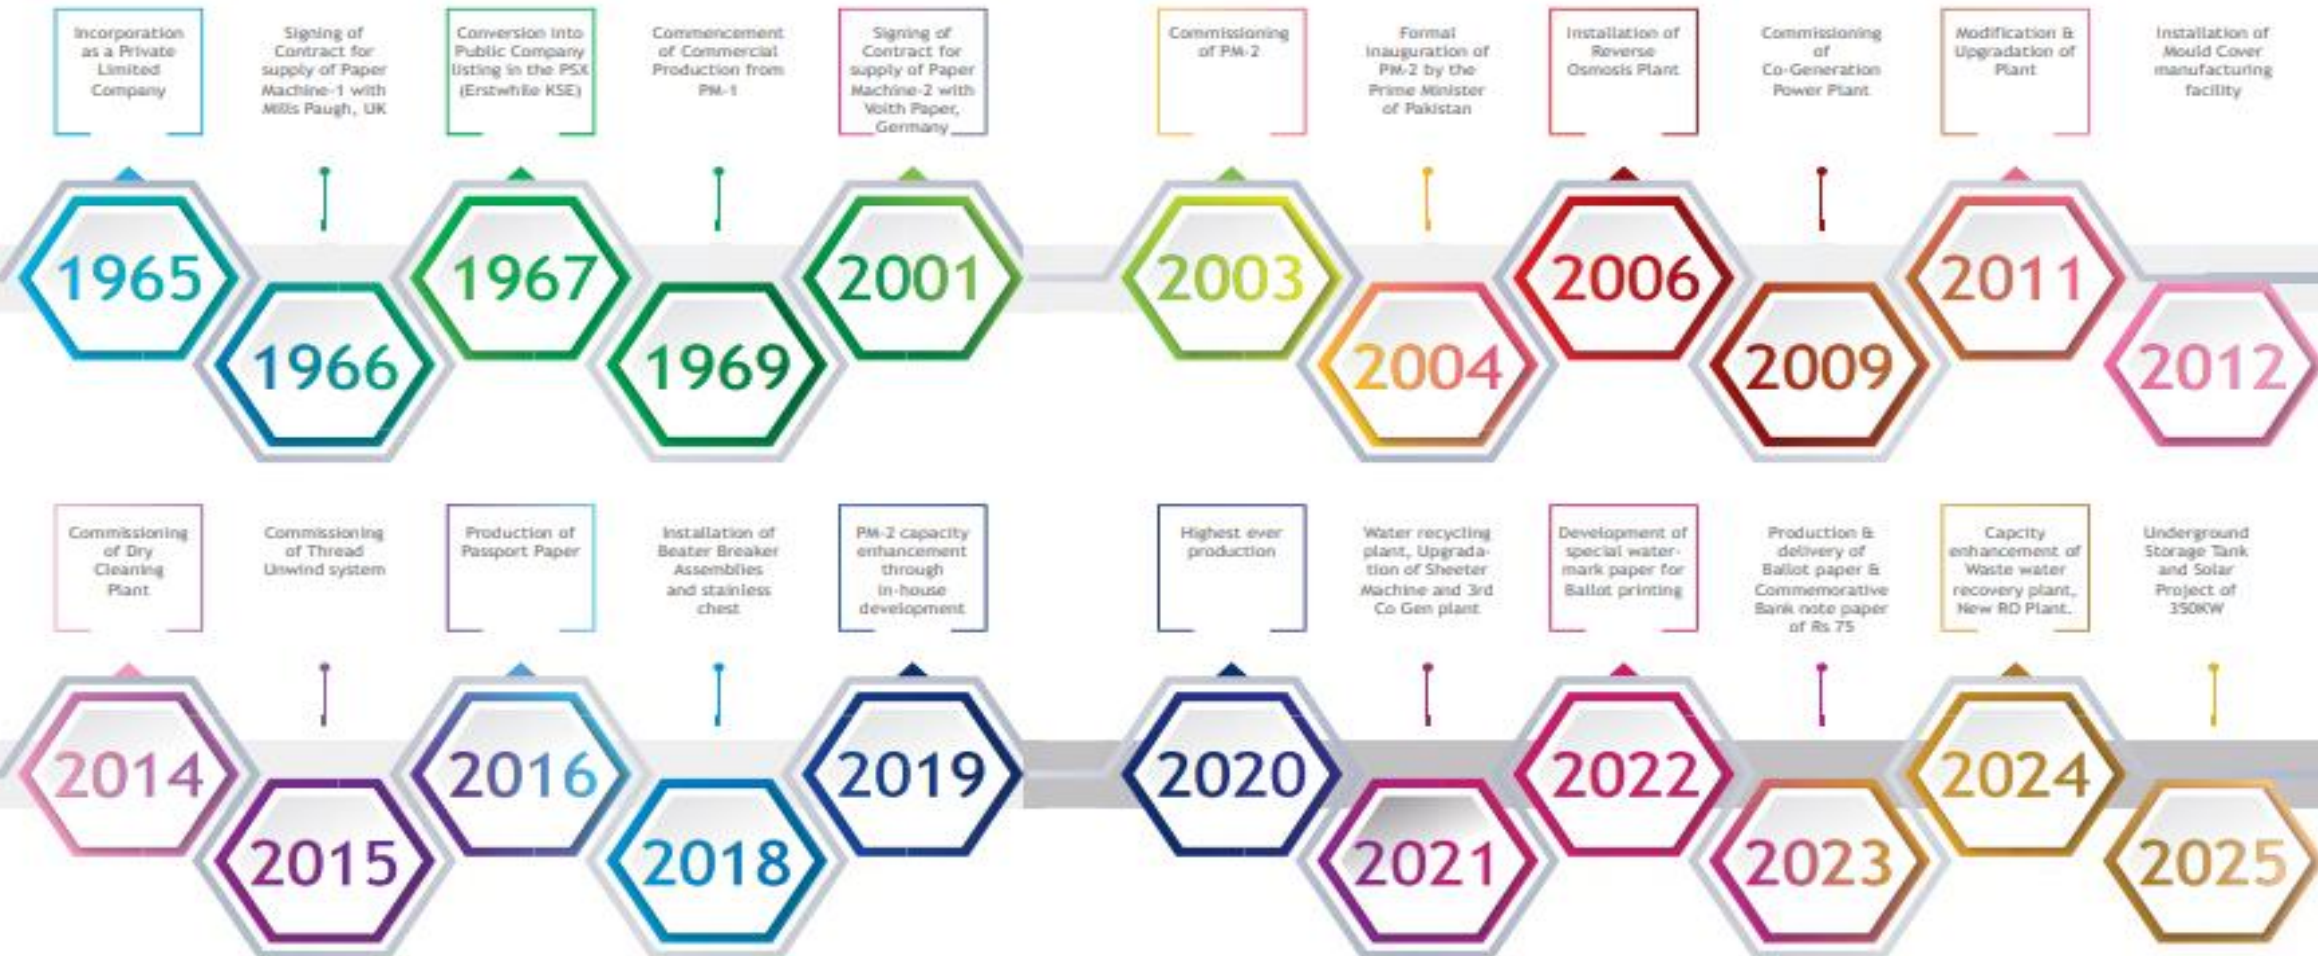 Incorporation
as a Private
Limited
Company
1965
Signing of
Contract for
supply of Paper
Machine-1 with
Mills Paugh, UK
1966
Conversion into
Public Company
listing in the PSX
(Erstwhile KSE)
1967
Commencement
of Commercial
Production from
PM-1
1969
Signing of
Contract for
supply of Paper
Machine-2 with
Voith Paper,
Germany
2001
Commissioning
of PM-2
2003
Formal
inauguration of
PM-2 by the
Prime Minister
of Pakistan
2004
Installation of
Reverse
Osmosis Plant
2006
Commissioning
of
Co-Generation
Power Plant
2009
Modification &
Upgradation of
Plant
2011
Installation of
Mould Cover
manufacturing
facility
2012
Commissioning
of Dry
Cleaning
Plant
2014
Commissioning
of Thread
Unwind system
2015
Production of
Passport Paper
2016
Installation of
Beater Breaker
Assemblies
and stainless
chest
2018
PM-2 capacity
enhancement
through
in-house
development
2019
Highest ever
production
2020
Water recycling
plant, Upgrada-
tion of Sheeter
Machine and 3rd
Co Gen plant
2021
Development of
special water-
mark paper for
Ballot printing
2022
Production &
delivery of
Ballot paper &
Commemorative
Bank note paper
of Rs 75
2023
Capcity
enhancement of
Waste water
recovery plant,
New RO Plant.
2024
Underground
Storage Tank
and Solar
Project of
350KW
2025